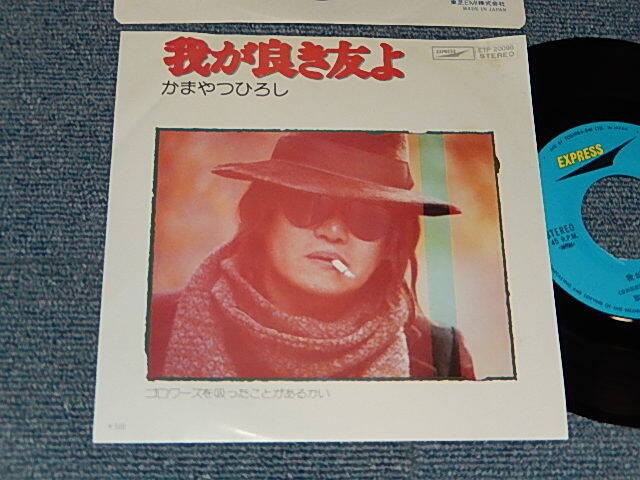 東芝EMI株式会社
MADE IN JAPAN
我が良き友よ
かまやつひろし
EXPRESS
ETP-20096
STEREO
ゴロワーズを吸ったことがあるかい
EXPRESS
STEREO
45 R.P.M.